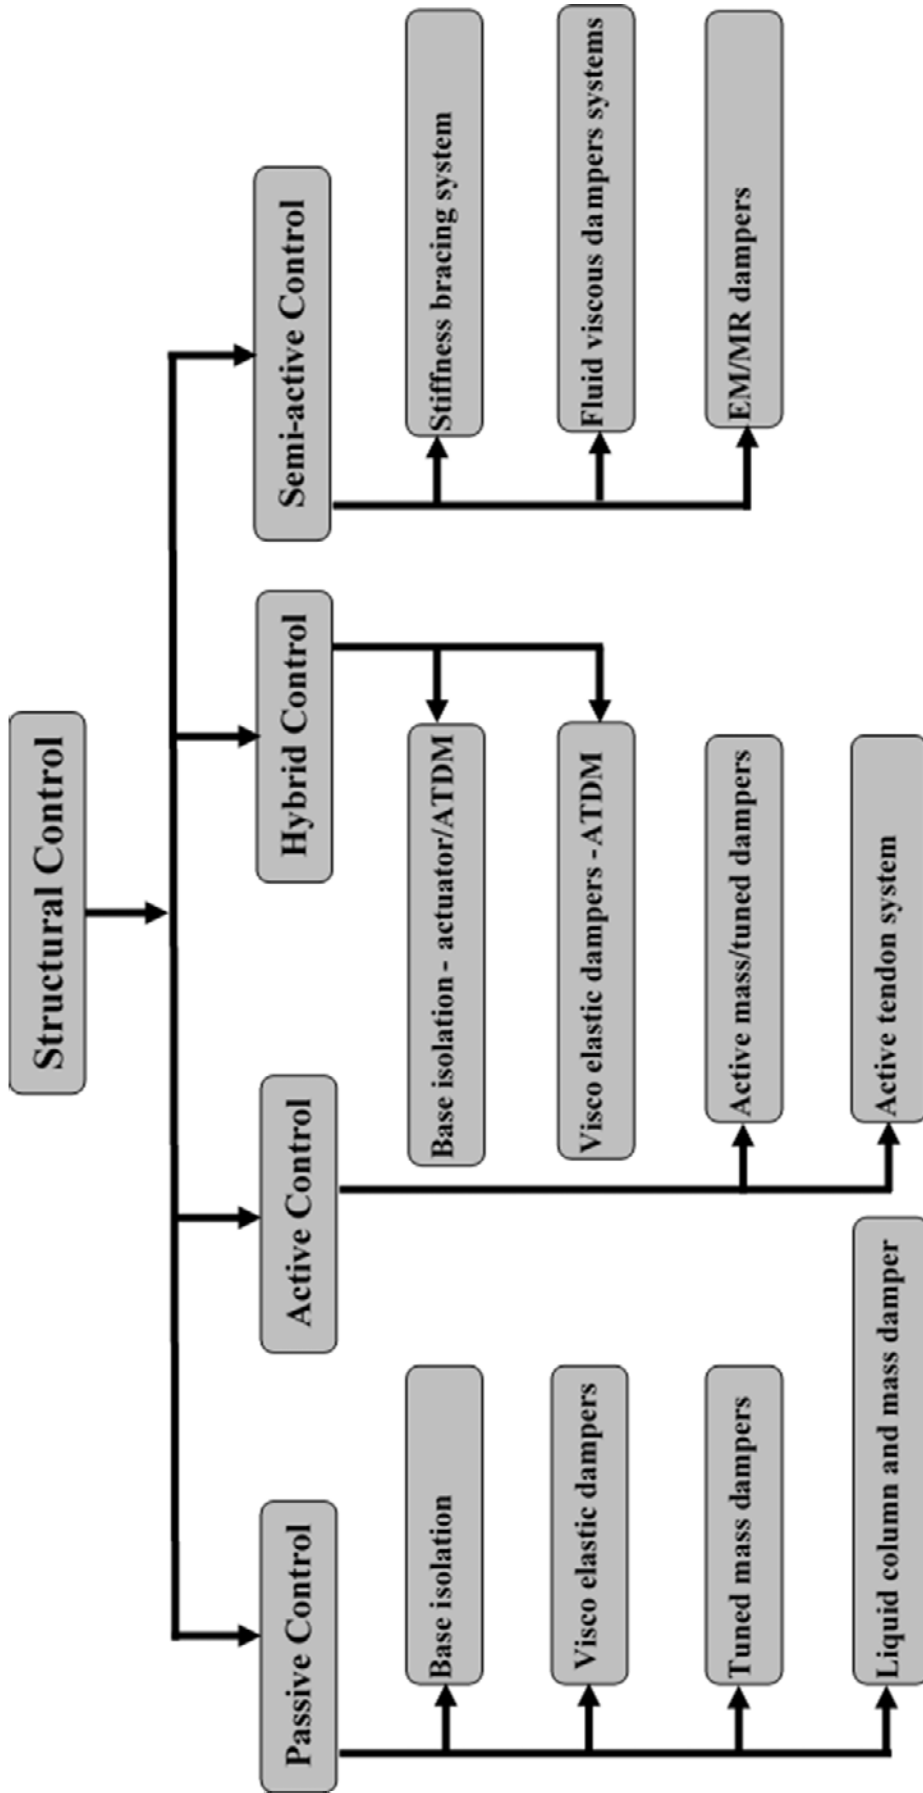 Structural Control
Passive Control
Active Control
Hybrid Control
Semi-active Control
Base isolation
Visco elastic dampers
Tuned mass dampers
Liquid column and mass damper
Active mass/tuned dampers
Active tendon system
Base isolation - actuator/ATDM
Visco elastic dampers -ATDM
Stiffness bracing system
Fluid viscous dampers systems
EM/MR dampers